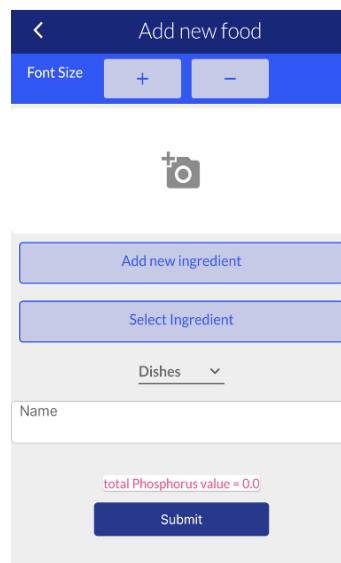 Add new food
Font Size + −
Add new ingredient
Select Ingredient
Dishes
Name
total Phosphorus value = 0.0
Submit